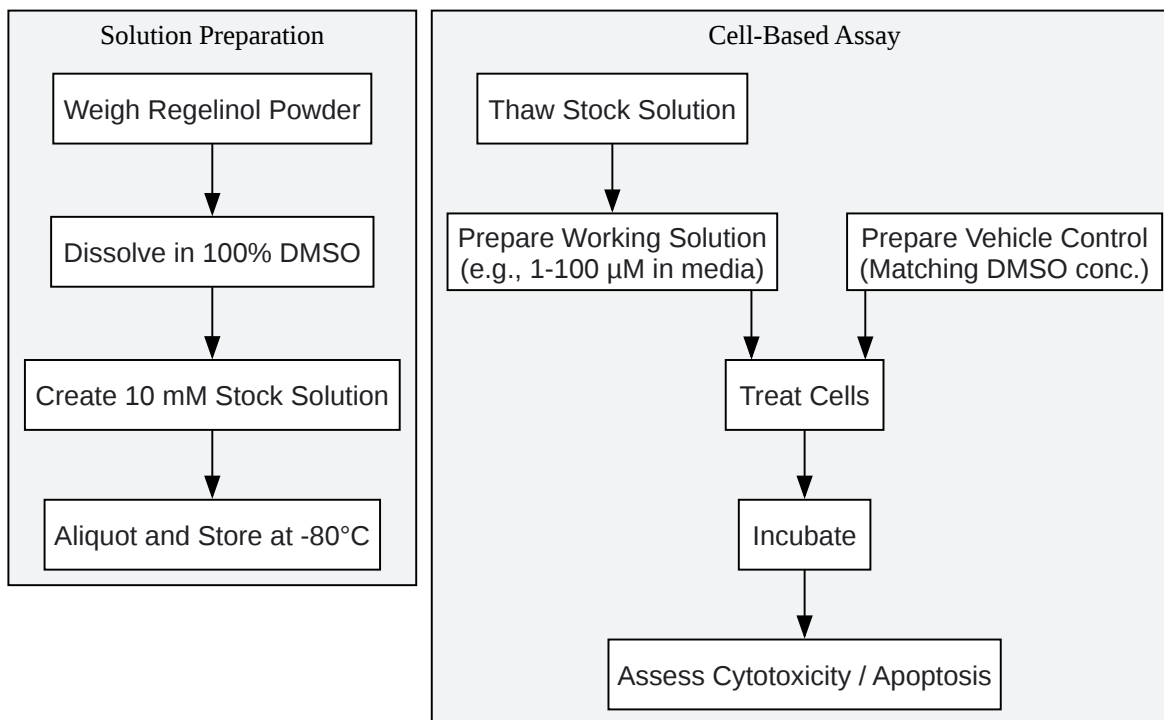 Solution Preparation
Weigh Regelinol Powder
Dissolve in 100% DMSO
Create 10 mM Stock Solution
Aliquot and Store at -80°C
Cell-Based Assay
Thaw Stock Solution
Prepare Working Solution
(e.g., 1-100 µM in media)
Prepare Vehicle Control
(Matching DMSO conc.)
Treat Cells
Incubate
Assess Cytotoxicity / Apoptosis